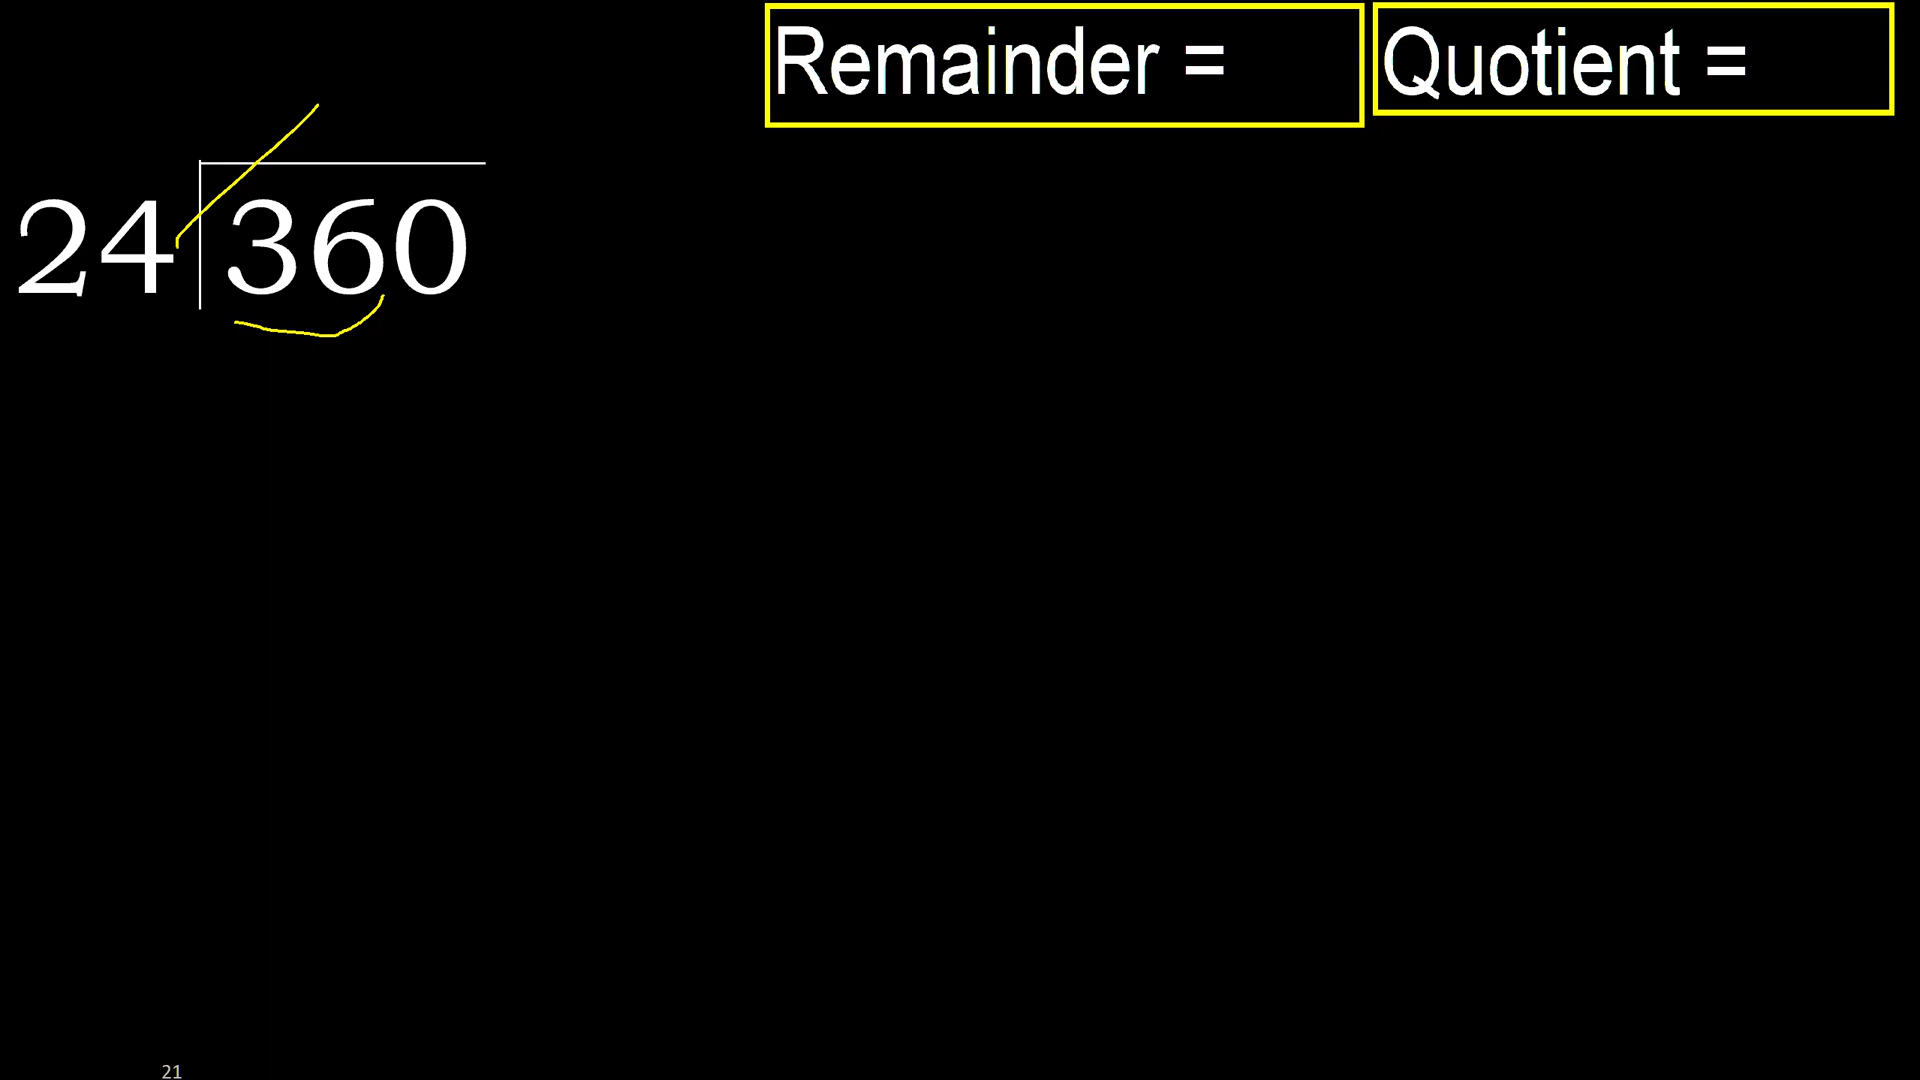 Remainder =
Quotient =
24 360
21